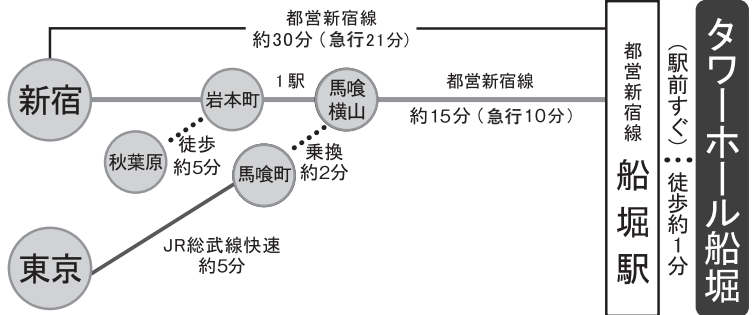 都営新宿線
約30分（急行21分）
新宿
岩本町
1駅
馬喰
横山
都営新宿線
約15分（急行10分）
秋葉原
徒歩
約5分
馬喰町
乗換
約2分
東京
JR総武線快速
約5分
都営新宿線
船堀駅
（駅前すぐ）
徒歩約1分
タワーホール船堀